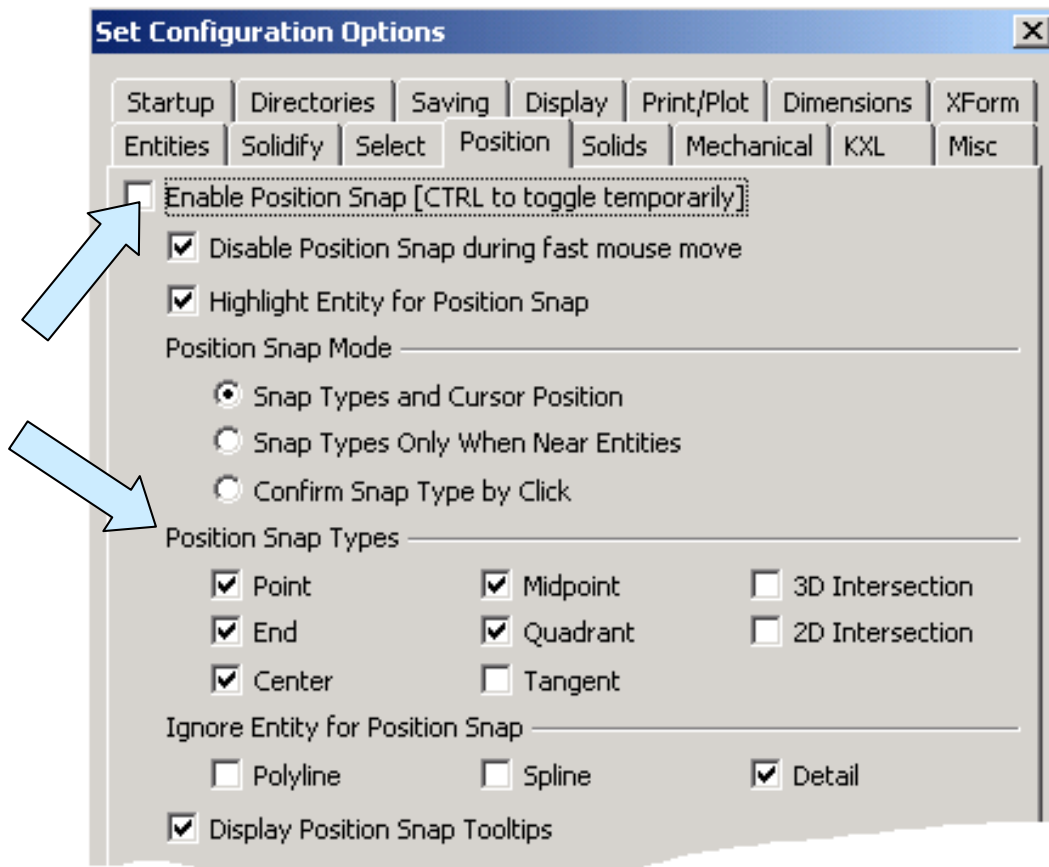 Set Configuration Options
Startup Directories Saving Display Print/Plot Dimensions XForm
Entities Solidify Select Position Solids Mechanical KXL Misc
Enable Position Snap [CTRL to toggle temporarily]
Disable Position Snap during fast mouse move
Highlight Entity for Position Snap
Position Snap Mode
Snap Types and Cursor Position
Snap Types Only When Near Entities
Confirm Snap Type by Click
Position Snap Types
Point Midpoint 3D Intersection
End Quadrant 2D Intersection
Center Tangent
Ignore Entity for Position Snap
Polyline Spline Detail
Display Position Snap Tooltips